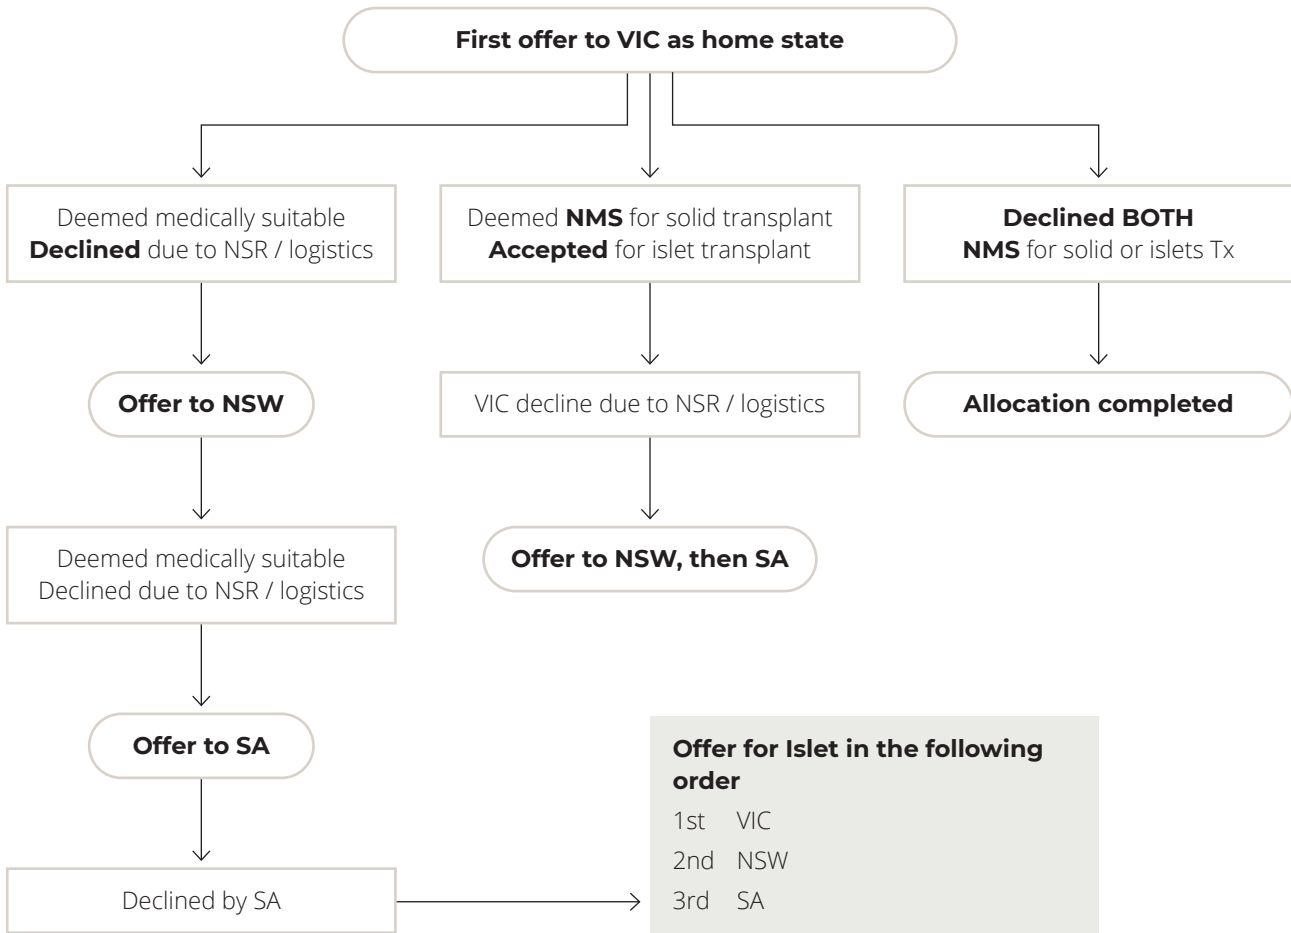 First offer to VIC as home state
Deemed medically suitable
Declined due to NSR / logistics
Deemed NMS for solid transplant
Accepted for islet transplant
Declined BOTH
NMS for solid or islets Tx
Offer to NSW
VIC decline due to NSR / logistics
Allocation completed
Deemed medically suitable
Declined due to NSR / logistics
Offer to NSW, then SA
Offer to SA
Declined by SA
Offer for Islet in the following
order
1st VIC
2nd NSW
3rd SA